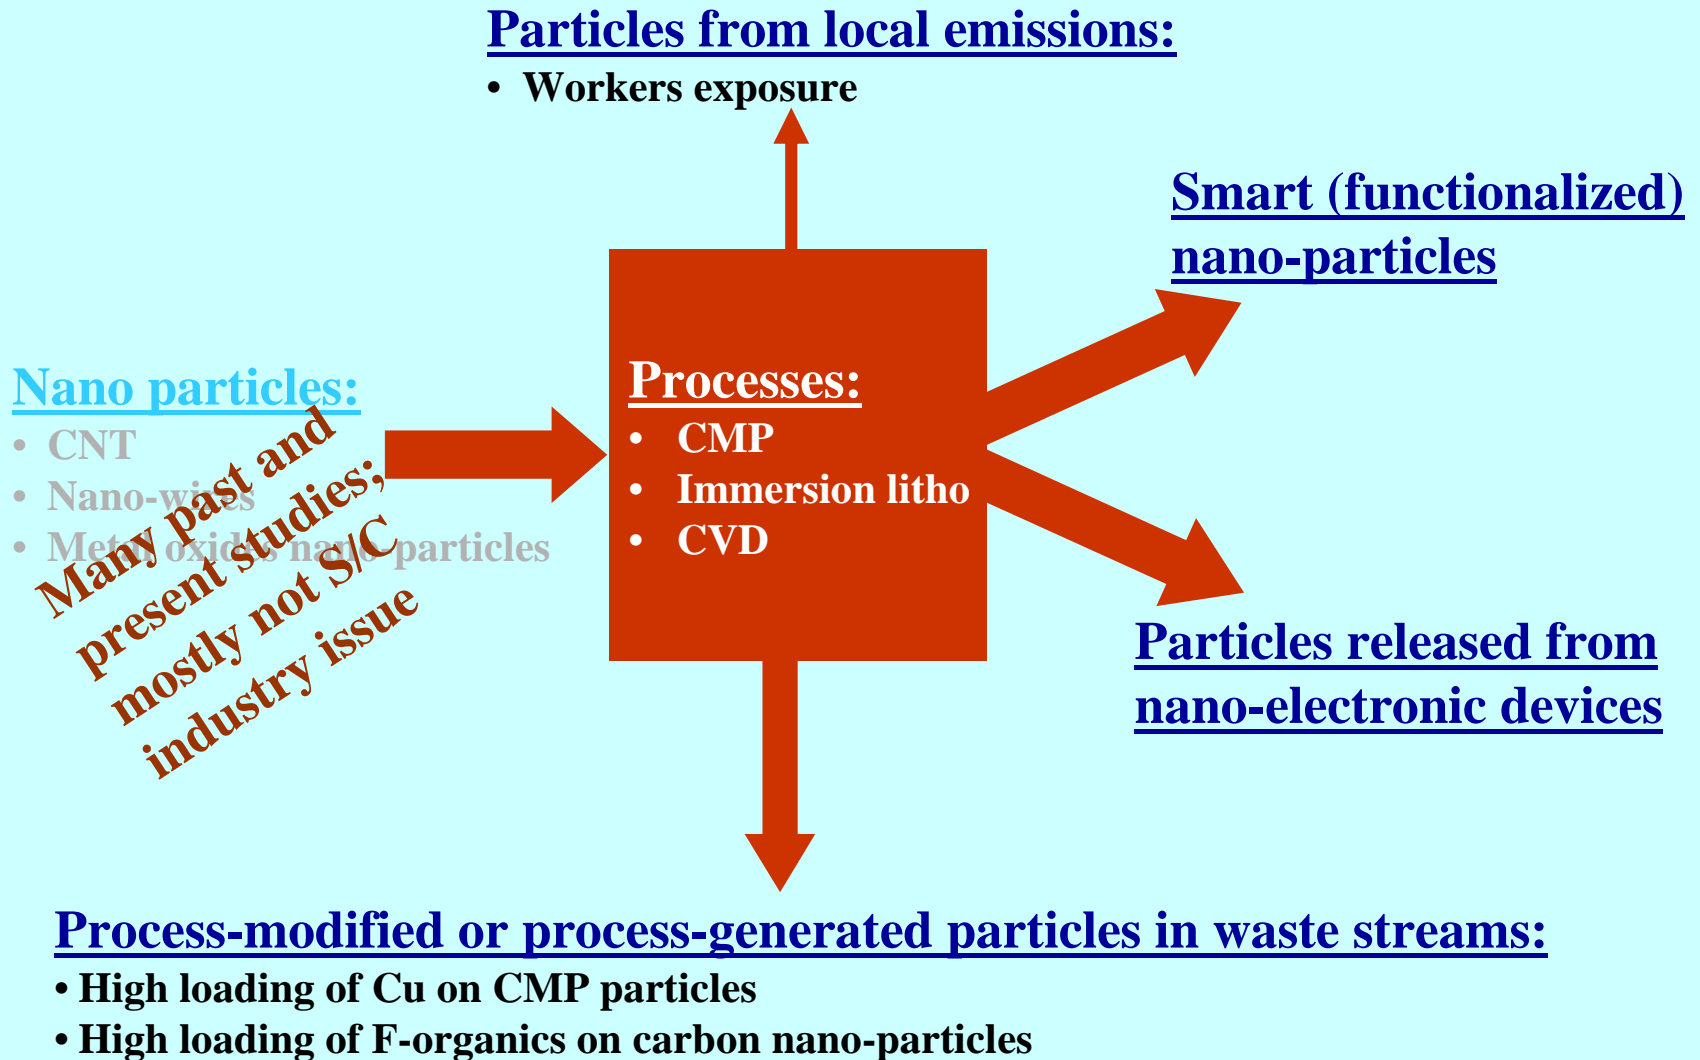 Particles from local emissions:
• Workers exposure
Smart (functionalized)
nano-particles
Nano particles:
• CNT
• Nano-wires
• Metal oxides nano-particles
Many past and
present studies;
mostly not S/C
industry issue
Processes:
• CMP
• Immersion litho
• CVD
Particles released from
nano-electronic devices
Process-modified or process-generated particles in waste streams:
• High loading of Cu on CMP particles
• High loading of F-organics on carbon nano-particles